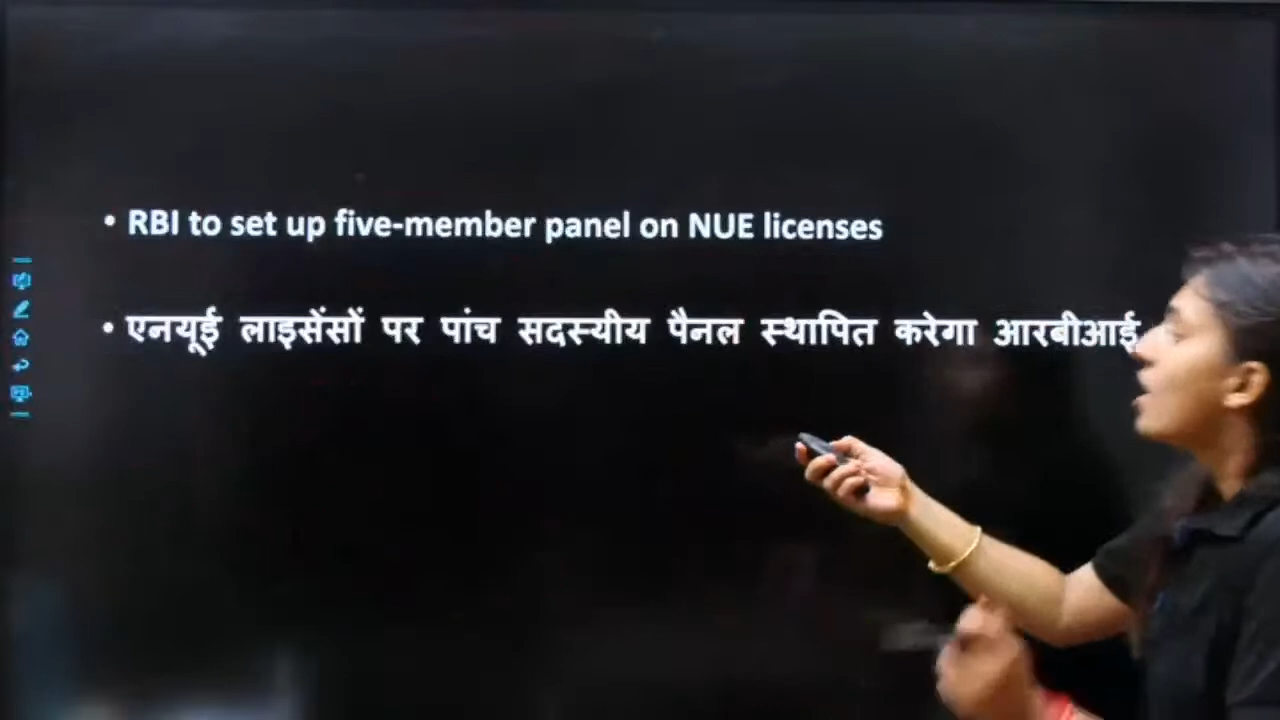 • RBI to set up five-member panel on NUE licenses
• एनयूई लाइसेंसों पर पांच सदस्यीय पैनल स्थापित करेगा आरबीआई